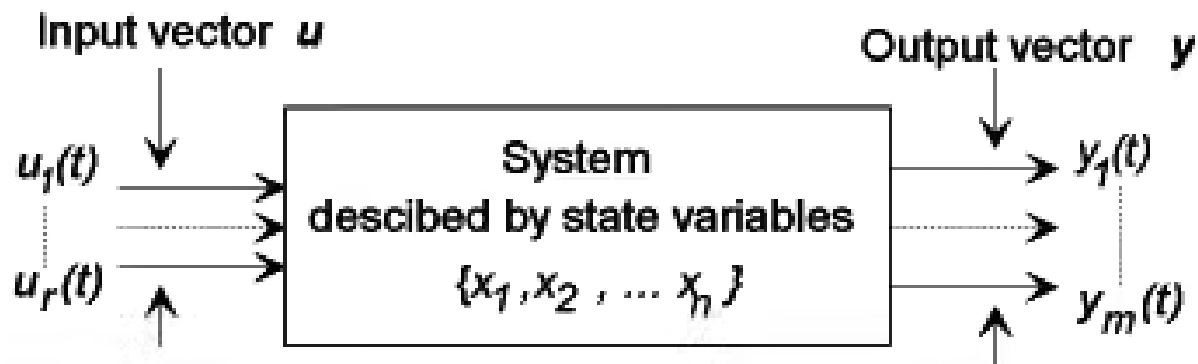 Input vector u
Output vector y
u₁(t)
System
y₁(t)
descibed by state variables
uᵣ(t)
{x₁, x₂, ... xₙ}
yₘ(t)